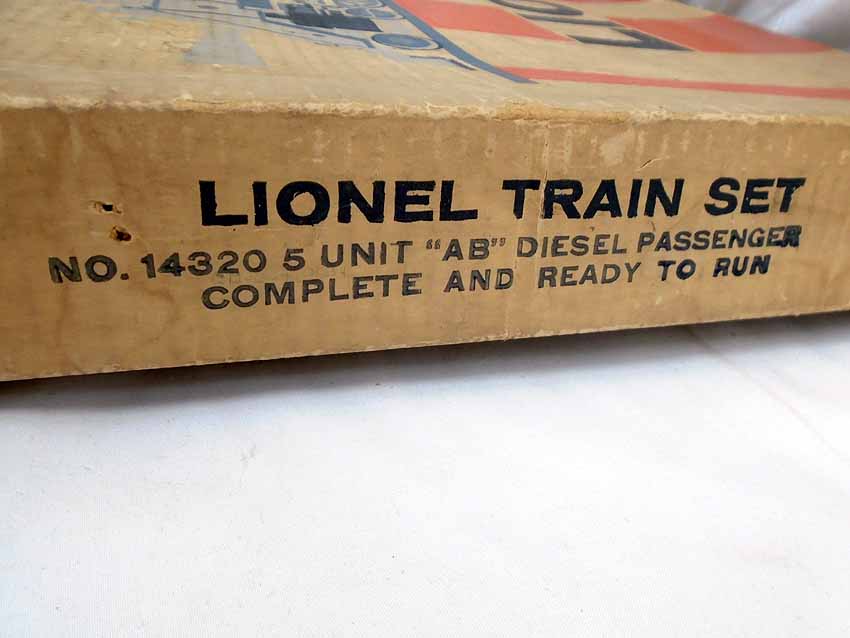 LIONEL TRAIN SET
NO. 14320 5 UNIT "AB" DIESEL PASSENGER
COMPLETE AND READY TO RUN